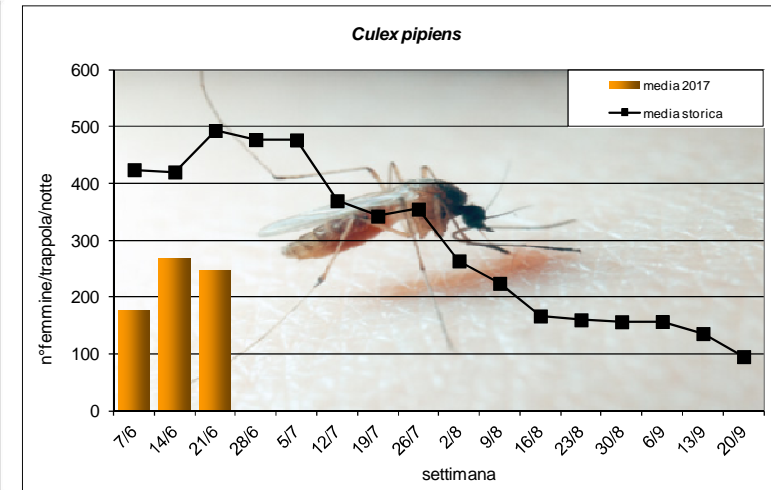 Culex pipiens
600
500
400
300
200
100
0
n°femmine/trappola/notte
media 2017
media storica
7/6 14/6 21/6 28/6 5/7 12/7 19/7 26/7 2/8 9/8 16/8 23/8 30/8 6/9 13/9 20/9
settimana